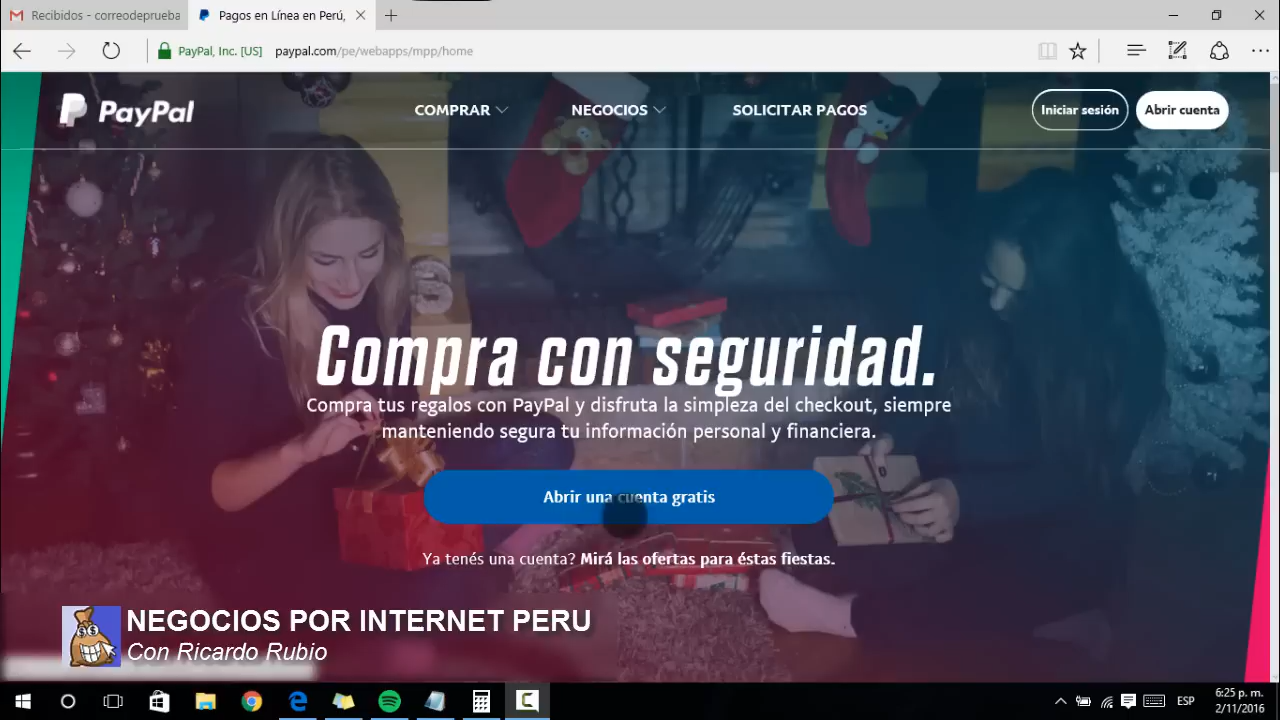 Recibidos - correodeprueba
Pagos en Línea en Perú,
PayPal, Inc. [US]
paypal.com/pe/webapps/mpp/home
PayPal
COMPRAR
NEGOCIOS
SOLICITAR PAGOS
Iniciar sesión
Abrir cuenta
Compra con seguridad.
Compra tus regalos con PayPal y disfruta la simpleza del checkout, siempre
manteniendo segura tu información personal y financiera.
Abrir una cuenta gratis
Ya tenés una cuenta? Mirá las ofertas para éstas fiestas.
NEGOCIOS POR INTERNET PERU
Con Ricardo Rubio
ESP
6:25 p. m.
2/11/2016